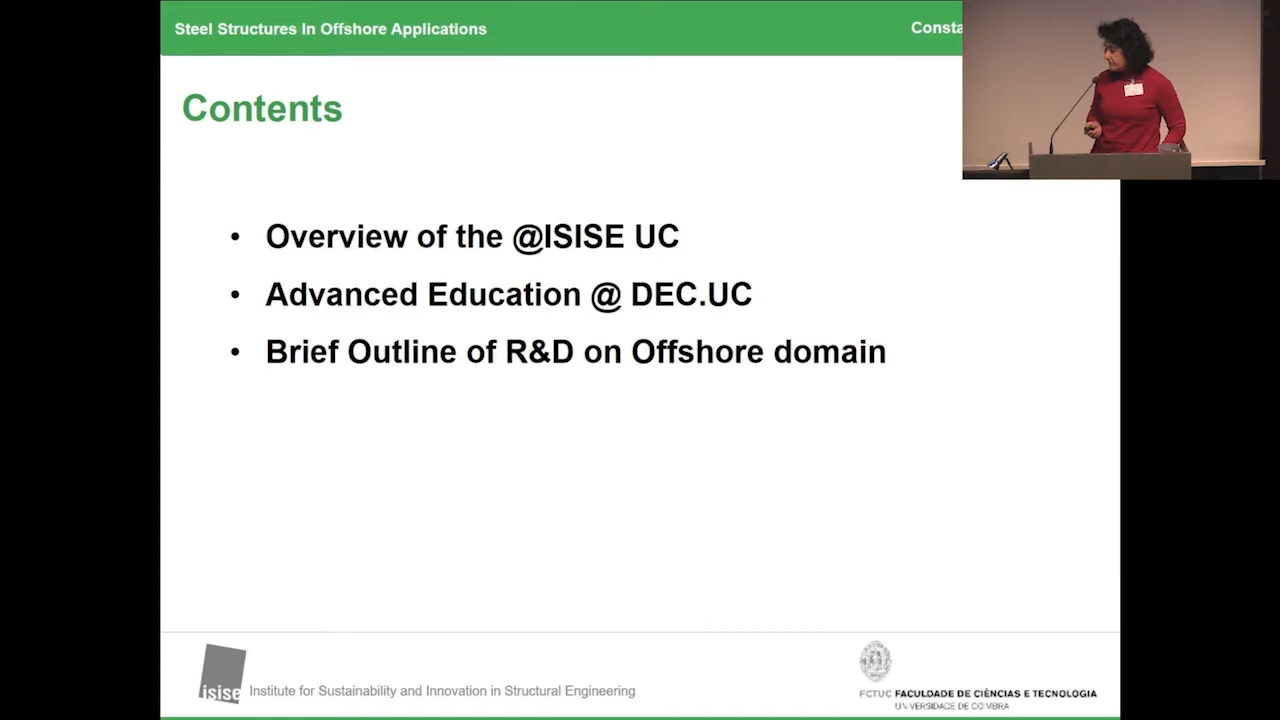 Steel Structures In Offshore Applications
Consta
Contents
• Overview of the @ISISE UC
• Advanced Education @ DEC.UC
• Brief Outline of R&D on Offshore domain
isise Institute for Sustainability and Innovation in Structural Engineering
FCTUC FACULDADE DE CIÊNCIAS E TECNOLOGIA
UNIVERSIDADE DE COIMBRA